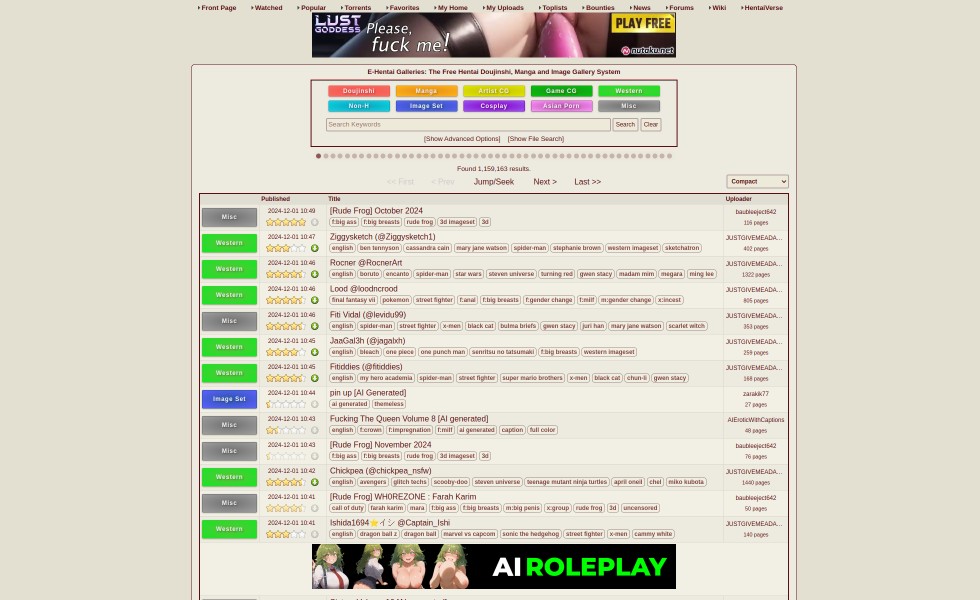 Front Page Watched Popular Torrents Favorites My Home My Uploads Toplists Bounties News Forums Wiki HentaiVerse
LUST GODDESS Please, fuck me! PLAY FREE nutaku.net
E-Hentai Galleries: The Free Hentai Doujinshi, Manga and Image Gallery System
Doujinshi Manga Artist CG Game CG Western
Non-H Image Set Cosplay Asian Porn Misc
Search Keywords Search Clear
[Show Advanced Options] [Show File Search]
Found 1,159,163 results.
<< First < Prev Jump/Seek Next > Last >> Compact
Published Title Uploader
Misc 2024-12-01 10:49 [Rude Frog] October 2024 baubleeject642
f:big ass f:big breasts rude frog 3d imageset 3d 116 pages
Western 2024-12-01 10:47 Ziggysketch (@Ziggysketch1) JUSTGIVEMEADA...
english ben tennyson cassandra cain mary jane watson spider-man stephanie brown western imageset sketchatron 402 pages
Western 2024-12-01 10:46 Rocner @RocnerArt JUSTGIVEMEADA...
english boruto encanto spider-man star wars steven universe turning red gwen stacy madam mim megara ming lee 1322 pages
Western 2024-12-01 10:46 Lood @loodncrood JUSTGIVEMEADA...
final fantasy vii pokemon street fighter f:anal f:big breasts f:gender change f:milf m:gender change x:incest 805 pages
Misc 2024-12-01 10:46 Fiti Vidal (@levidu99) JUSTGIVEMEADA...
english spider-man street fighter x-men black cat bulma briefs gwen stacy juri han mary jane watson scarlet witch 353 pages
Western 2024-12-01 10:45 JaaGal3h (@jagalxh) JUSTGIVEMEADA...
english bleach one piece one punch man senritsu no tatsumaki f:big breasts western imageset 259 pages
Western 2024-12-01 10:45 Fitiddies (@fitiddies) JUSTGIVEMEADA...
english my hero academia spider-man street fighter super mario brothers x-men black cat chun-li gwen stacy 168 pages
Image Set 2024-12-01 10:44 pin up [AI Generated] zarakik77
ai generated themeless 27 pages
Misc 2024-12-01 10:43 Fucking The Queen Volume 8 [AI generated] AIEroticWithCaptions
english f:crown f:impregnation f:milf ai generated caption full color 48 pages
Misc 2024-12-01 10:43 [Rude Frog] November 2024 baubleeject642
f:big ass f:big breasts rude frog 3d imageset 3d 76 pages
Western 2024-12-01 10:42 Chickpea (@chickpea_nsfw) JUSTGIVEMEADA...
english avengers glitch techs scooby-doo steven universe teenage mutant ninja turtles april oneil chel miko kubota 1440 pages
Misc 2024-12-01 10:41 [Rude Frog] WH0REZONE : Farah Karim baubleeject642
call of duty farah karim mara f:big ass f:big breasts m:big penis x:group rude frog 3d uncensored 50 pages
Western 2024-12-01 10:41 Ishida1694⭐イシ @Captain_Ishi JUSTGIVEMEADA...
english dragon ball z dragon ball marvel vs capcom sonic the hedgehog street fighter x-men cammy white 140 pages
AI ROLEPLAY